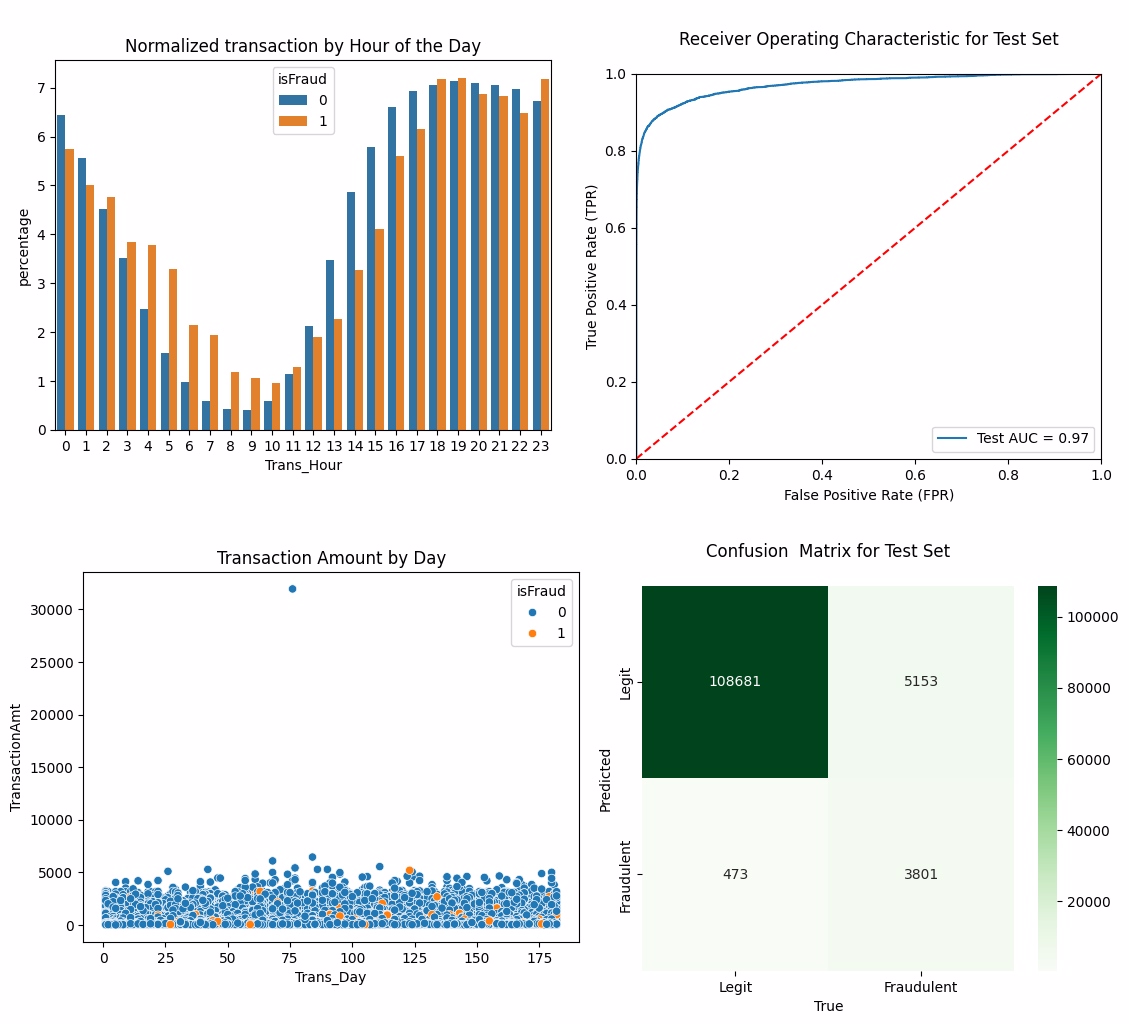 Normalized transaction by Hour of the Day
isFraud
0
1
7
6
5
4
3
2
1
0
percentage
0 1 2 3 4 5 6 7 8 9 10 11 12 13 14 15 16 17 18 19 20 21 22 23
Trans_Hour
Receiver Operating Characteristic for Test Set
1.0
0.8
0.6
0.4
0.2
0.0
True Positive Rate (TPR)
Test AUC = 0.97
0.0 0.2 0.4 0.6 0.8 1.0
False Positive Rate (FPR)
Transaction Amount by Day
isFraud
0
1
30000
25000
20000
15000
10000
5000
0
TransactionAmt
0 25 50 75 100 125 150 175
Trans_Day
Confusion  Matrix for Test Set
Legit
108681 5153
Predicted
Fraudulent
473 3801
Legit Fraudulent
True
100000
80000
60000
40000
20000